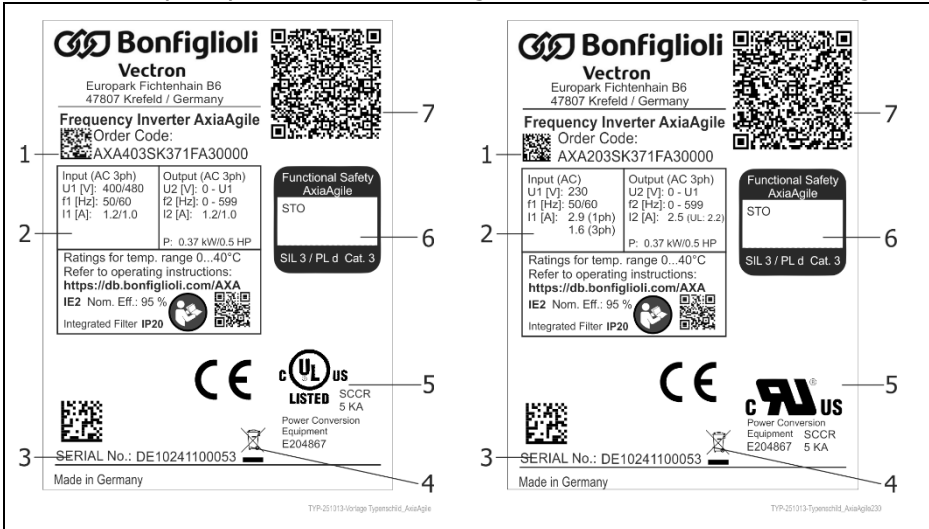 Bonfiglioli
Vectron
Europark Fichtenhain B6
47807 Krefeld / Germany
Frequency Inverter AxiaAgile
Order Code:
AXA403SK371FA30000
Input (AC 3ph)
U1 [V]: 400/480
f1 [Hz]: 50/60
I1 [A]: 1.2/1.0
Output (AC 3ph)
U2 [V]: 0 - U1
f2 [Hz]: 0 - 599
I2 [A]: 1.2/1.0
P: 0.37 kW/0.5 HP
Ratings for temp. range 0...40°C
Refer to operating instructions:
https://db.bonfiglioli.com/AXA
IE2 Nom. Eff.: 95 %
Integrated Filter IP20
Functional Safety
AxiaAgile
STO
SIL 3 / PL d Cat. 3
CE
C UL US
LISTED
SCCR
5 KA
Power Conversion
Equipment
E204867
SERIAL No.: DE10241100053
Made in Germany
TYP-251013-Vorlage Typenschild_AxiaAgile
1
2
3
4
5
6
7
Bonfiglioli
Vectron
Europark Fichtenhain B6
47807 Krefeld / Germany
Frequency Inverter AxiaAgile
Order Code:
AXA203SK371FA30000
Input (AC)
U1 [V]: 230
f1 [Hz]: 50/60
I1 [A]: 2.9 (1ph)
1.6 (3ph)
Output (AC 3ph)
U2 [V]: 0 - U1
f2 [Hz]: 0 - 599
I2 [A]: 2.5 (UL: 2.2)
P: 0.37 kW/0.5 HP
Ratings for temp. range 0...40°C
Refer to operating instructions:
https://db.bonfiglioli.com/AXA
IE2 Nom. Eff.: 95 %
Integrated Filter IP20
Functional Safety
AxiaAgile
STO
SIL 3 / PL d Cat. 3
CE
C RU US
®
Power Conversion
Equipment SCCR
E204867 5 KA
SERIAL No.: DE10241100053
Made in Germany
TYP-251013-Typenschild_AxiaAgile230
1
2
3
4
5
6
7